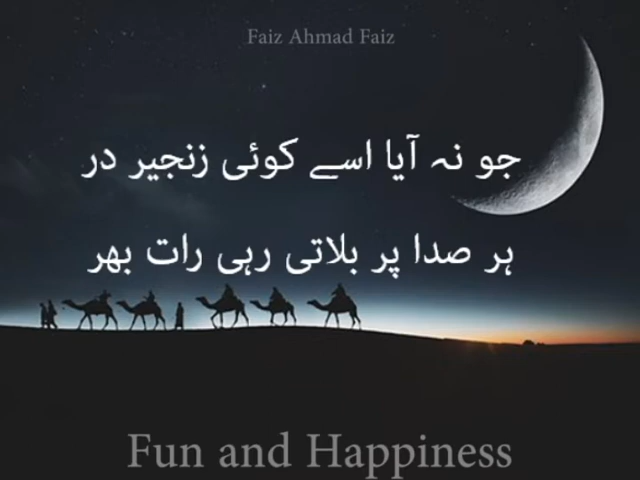 Faiz Ahmad Faiz
جو نہ آیا اسے کوئی زنجیر در
ہر صدا پر بلاتی رہی رات بھر
Fun and Happiness